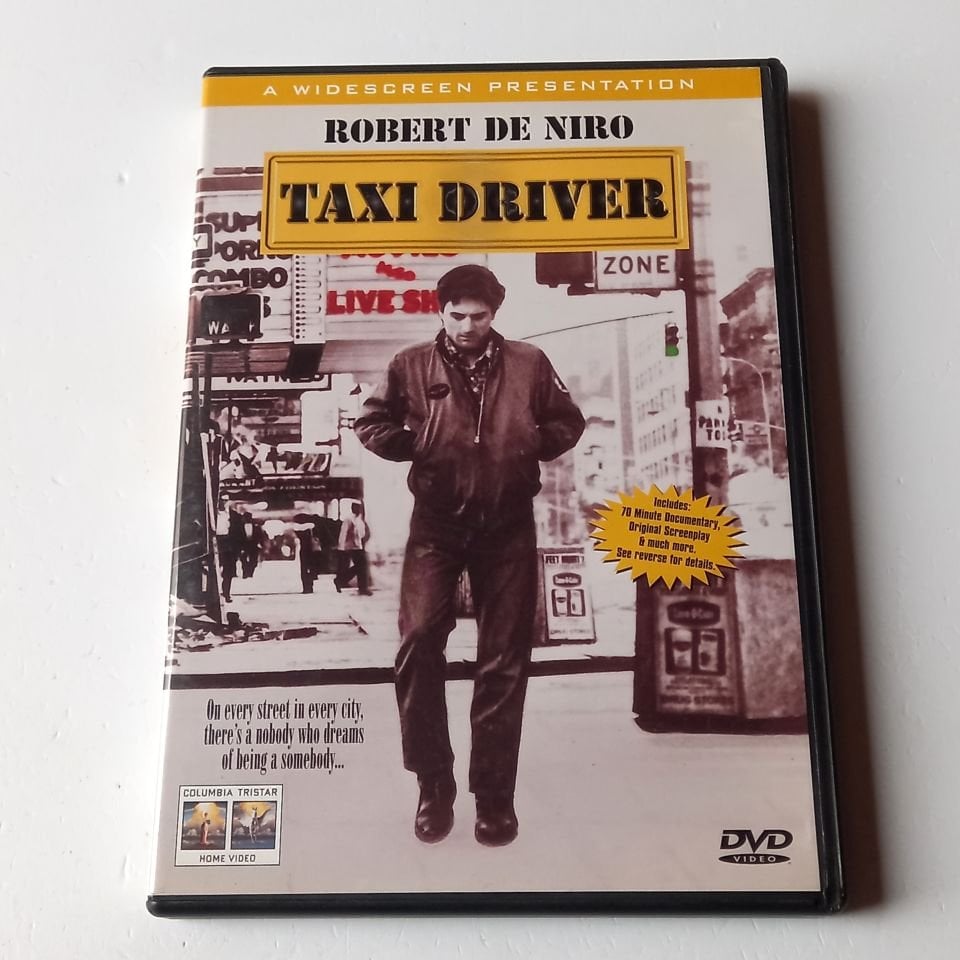 A WIDESCREEN PRESENTATION
ROBERT DE NIRO
TAXI DRIVER
COMBO
LIVE SH
ZONE
Includes:
70 Minute Documentary,
Original Screenplay
& much more.
See reverse for details.
On every street in every city,
there's a nobody who dreams
of being a somebody...
COLUMBIA TRISTAR
HOME VIDEO
DVD
VIDEO